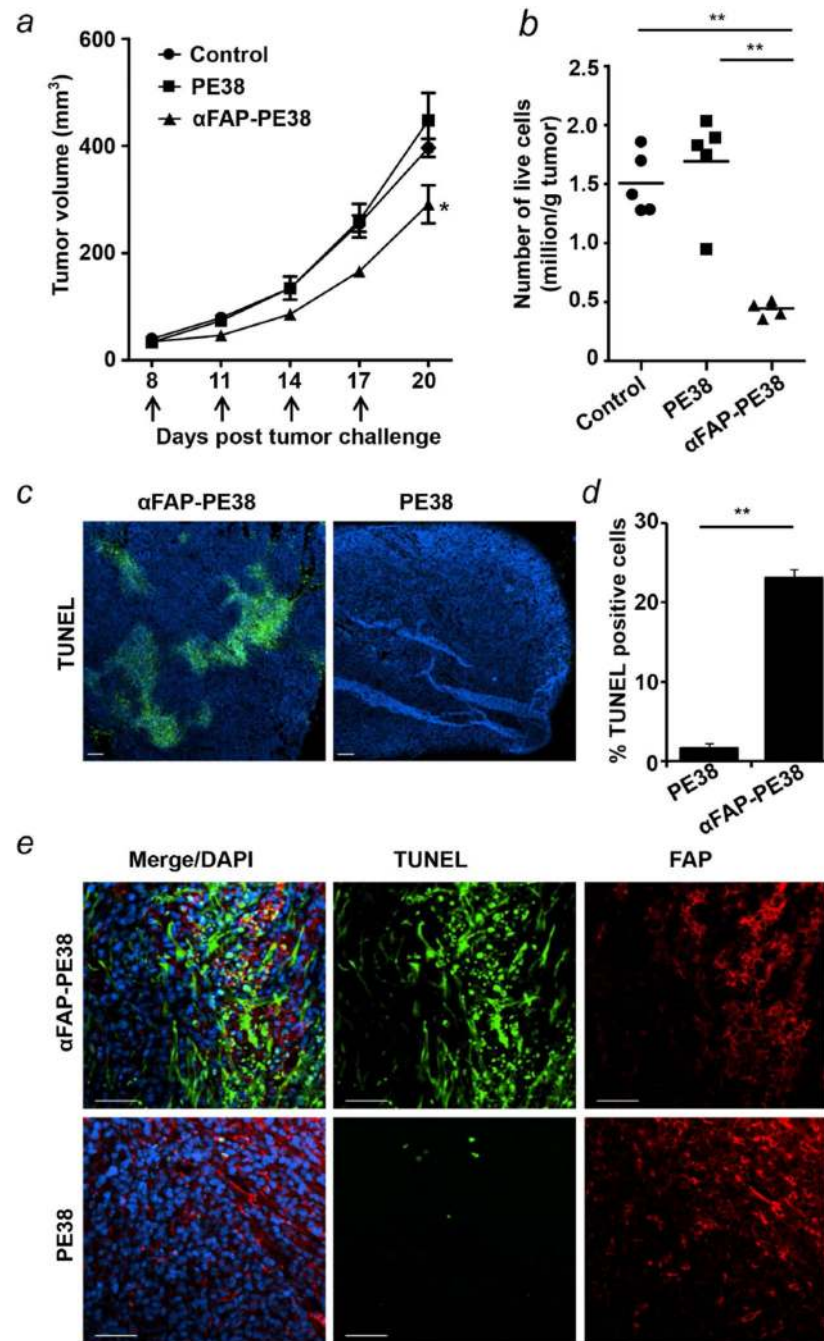 a
600
400
200
0
Tumor volume (mm³)
Control
PE38
αFAP-PE38
*
8 11 14 17 20
Days post tumor challenge
b
**
**
2.5
2.0
1.5
1.0
0.5
0
Number of live cells
(million/g tumor)
Control
PE38
αFAP-PE38
c
αFAP-PE38 PE38
TUNEL
d
**
30
20
10
0
% TUNEL positive cells
PE38
αFAP-PE38
e
Merge/DAPI TUNEL FAP
αFAP-PE38
PE38